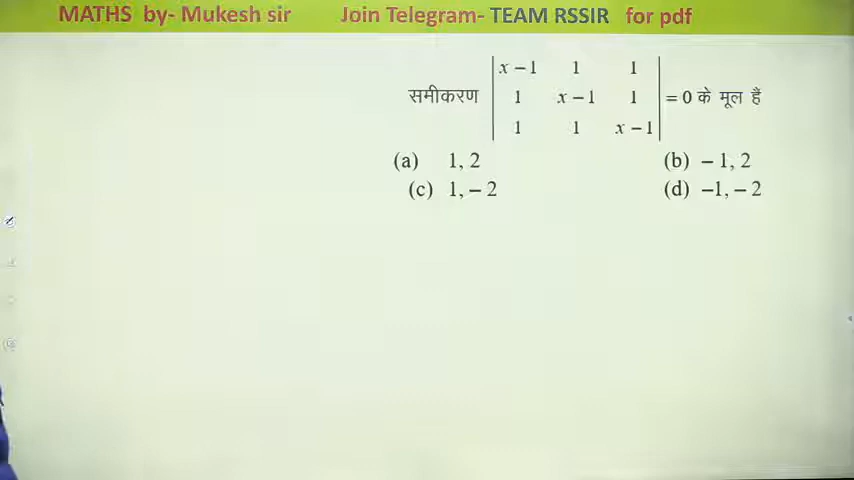 MATHS by- Mukesh sir Join Telegram- TEAM RSSIR for pdf
समीकरण | x − 1 1 1 |
| 1 x − 1 1 | = 0 के मूल हैं
| 1 1 x − 1 |
(a) 1, 2 (b) − 1, 2
(c) 1, − 2 (d) −1, − 2